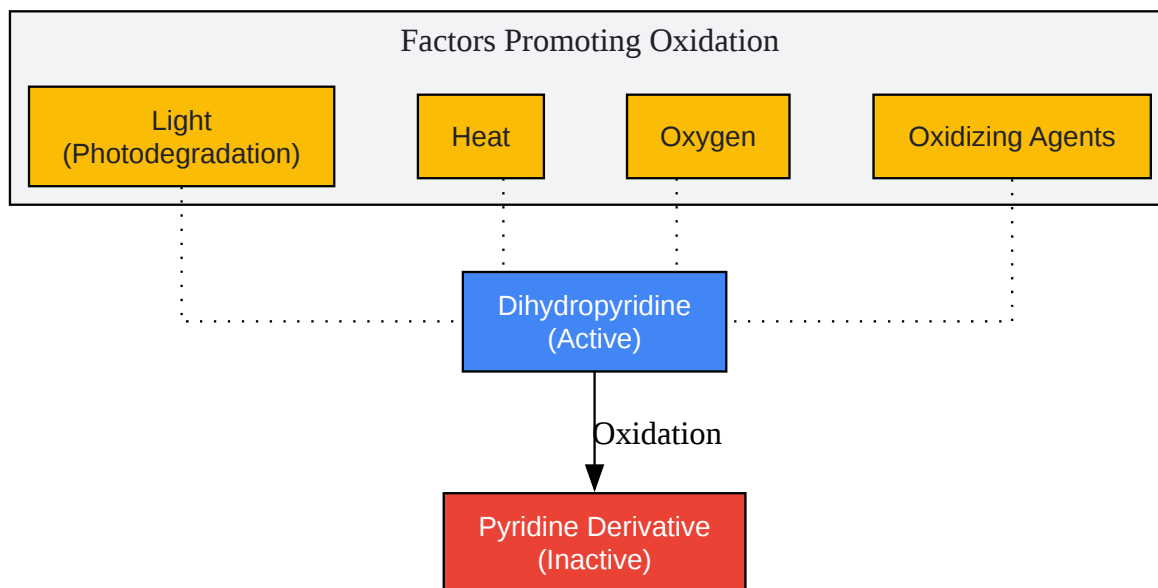 Factors Promoting Oxidation
Light
(Photodegradation)
Heat
Oxygen
Oxidizing Agents
Dihydropyridine
(Active)
Oxidation
Pyridine Derivative
(Inactive)